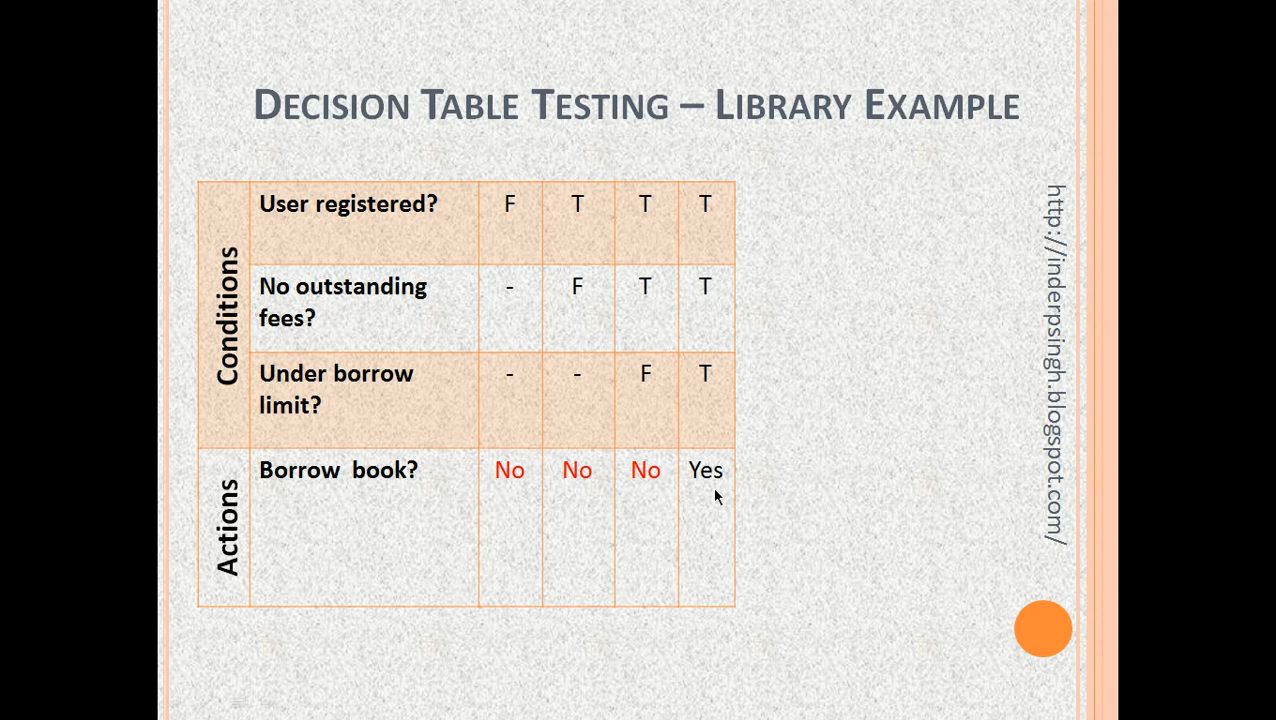 DECISION TABLE TESTING – LIBRARY EXAMPLE
Conditions
User registered? F T T T
No outstanding fees? - F T T
Under borrow limit? - - F T
Actions
Borrow book? No No No Yes
http://inderpsingh.blogspot.com/